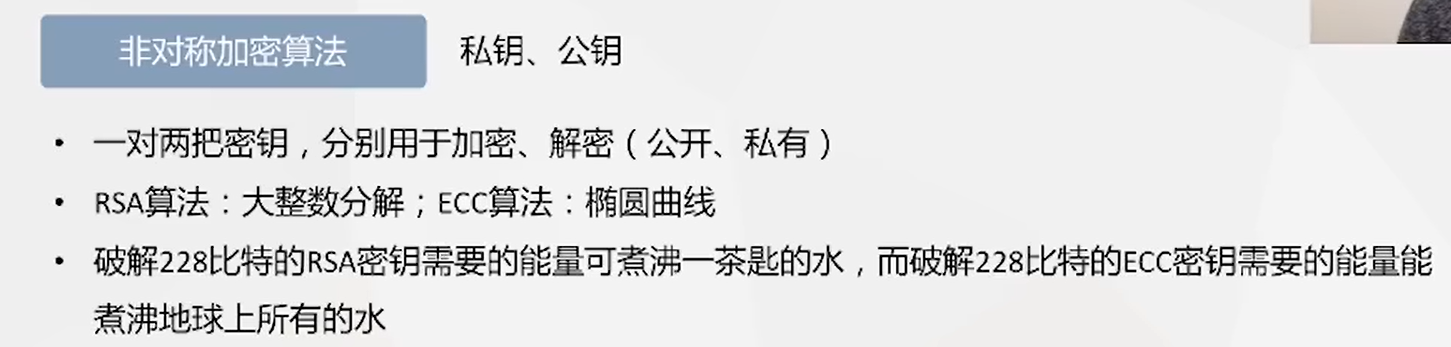 非对称加密算法 私钥、公钥
• 一对两把密钥，分别用于加密、解密（公开、私有）
• RSA算法：大整数分解；ECC算法：椭圆曲线
• 破解228比特的RSA密钥需要的能量可煮沸一茶匙的水，而破解228比特的ECC密钥需要的能量能
煮沸地球上所有的水